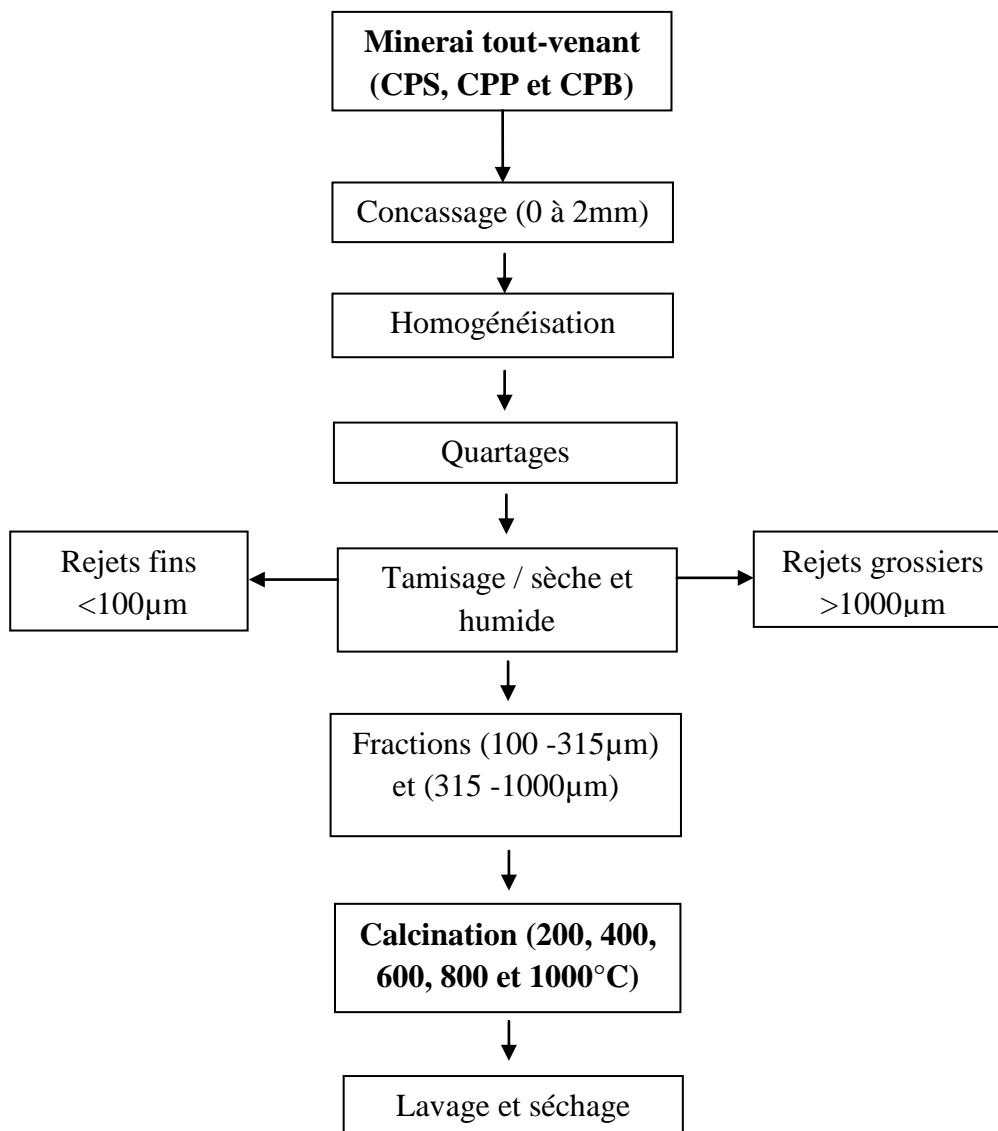 Minerai tout-venant
(CPS, CPP et CPB)
Concassage (0 à 2mm)
Homogénéisation
Quartages
Rejets fins
<100µm
Tamisage / sèche et
humide
Rejets grossiers
>1000µm
Fractions (100 -315µm)
et (315 -1000µm)
Calcination (200, 400,
600, 800 et 1000°C)
Lavage et séchage